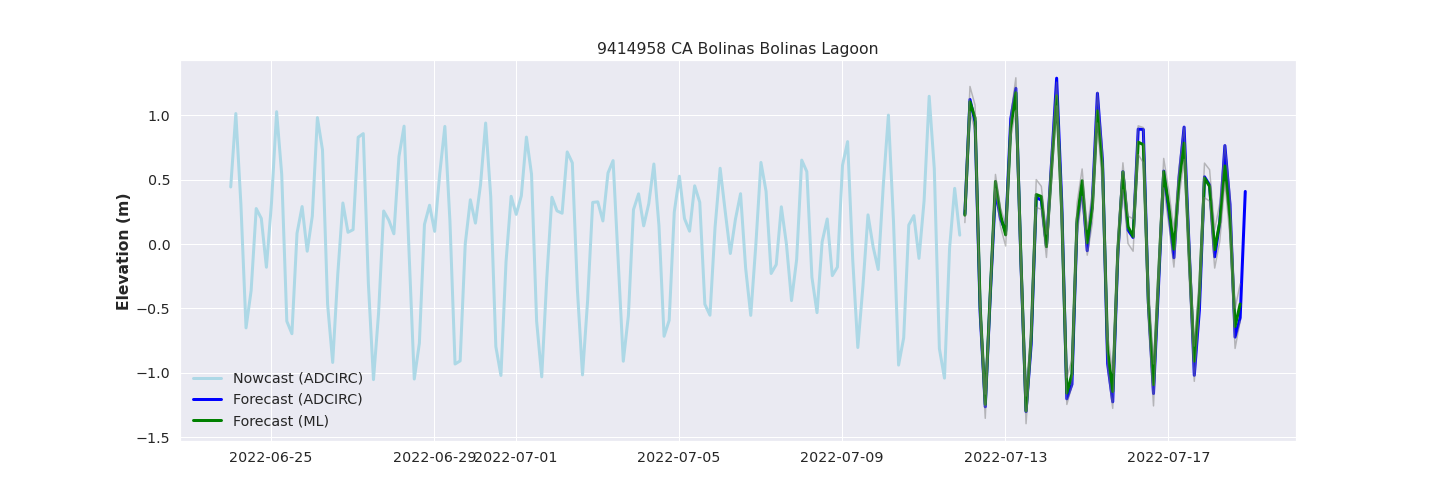 9414958 CA Bolinas Bolinas Lagoon
Elevation (m)
1.0
0.5
0.0
−0.5
−1.0
−1.5
Nowcast (ADCIRC)
Forecast (ADCIRC)
Forecast (ML)
2022-06-25 2022-06-29 2022-07-01 2022-07-05 2022-07-09 2022-07-13 2022-07-17